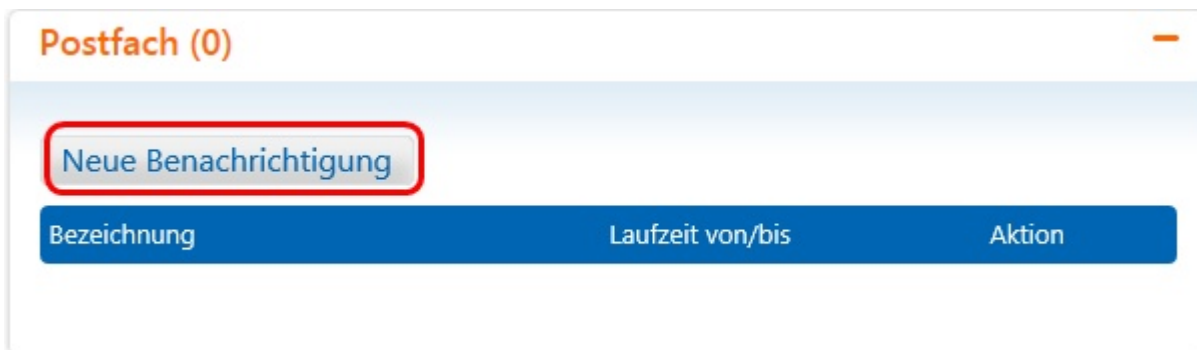 Postfach (0)
Neue Benachrichtigung
Bezeichnung Laufzeit von/bis Aktion